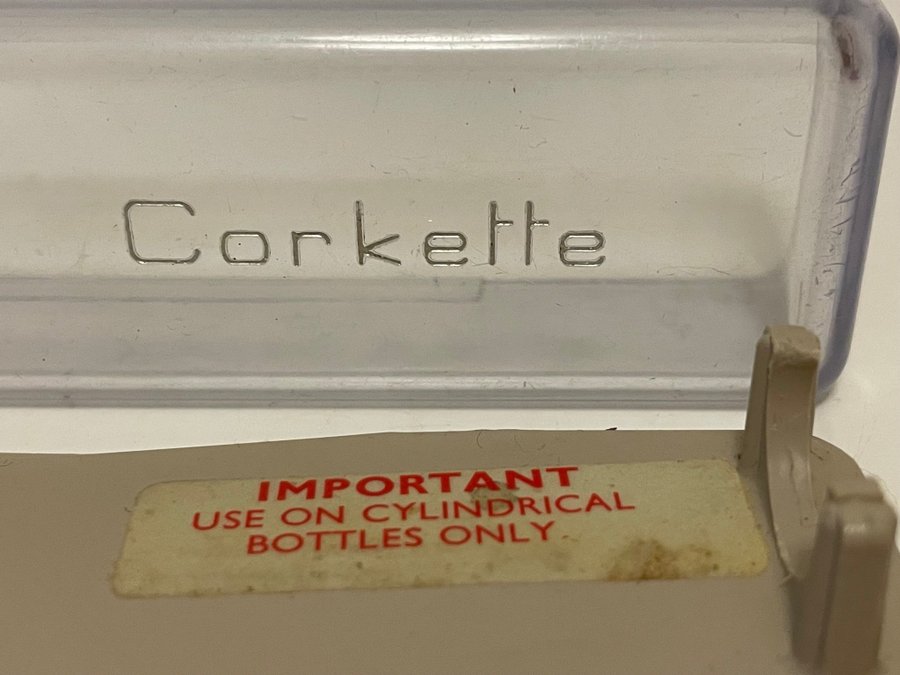 Corkette
IMPORTANT
USE ON CYLINDRICAL
BOTTLES ONLY